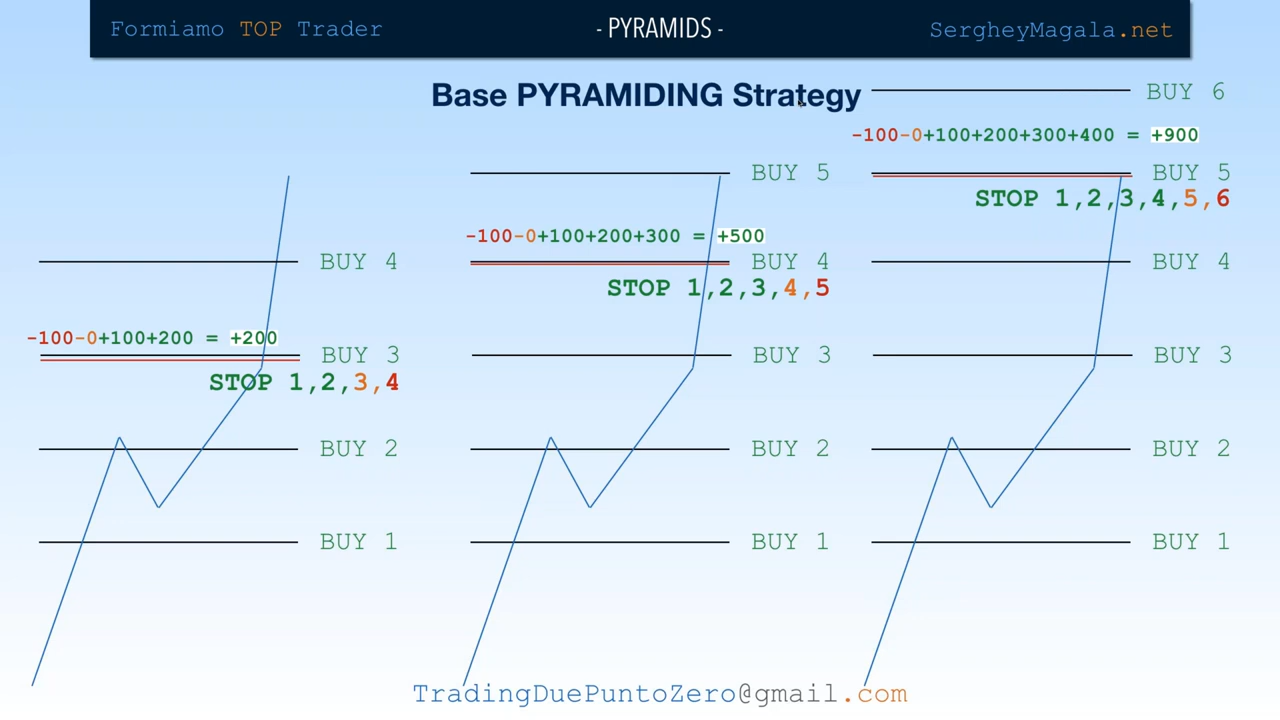 Formiamo TOP Trader
- PYRAMIDS -
SergheyMagala.net
Base PYRAMIDING Strategy
BUY 4
-100-0+100+200 = +200
BUY 3
STOP 1,2,3,4
BUY 2
BUY 1
BUY 5
-100-0+100+200+300 = +500
BUY 4
STOP 1,2,3,4,5
BUY 3
BUY 2
BUY 1
BUY 6
-100-0+100+200+300+400 = +900
BUY 5
STOP 1,2,3,4,5,6
BUY 4
BUY 3
BUY 2
BUY 1
TradingDuePuntoZero@gmail.com